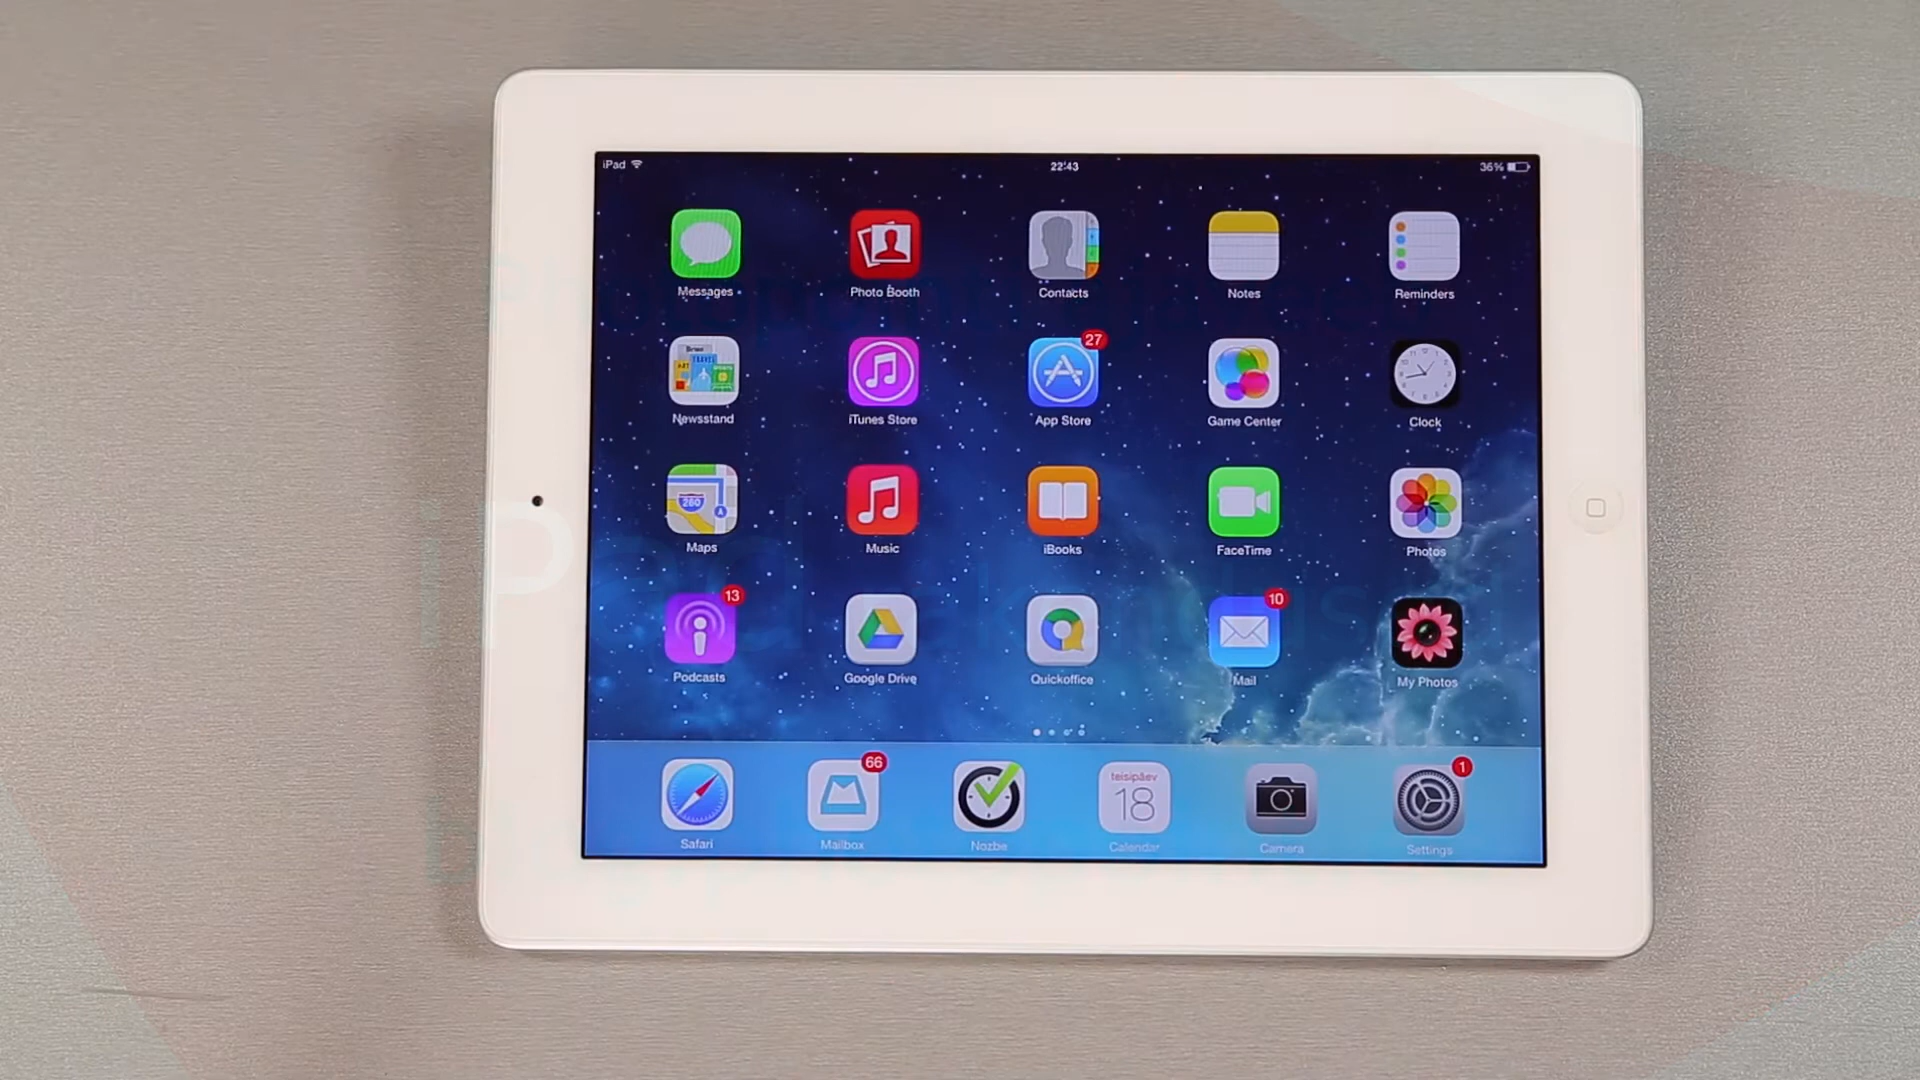 iPad 22:43 36%
Messages Photo Booth Contacts Notes Reminders
27
Newsstand iTunes Store App Store Game Center Clock
280
Maps Music iBooks FaceTime Photos
13 10
Podcasts Google Drive Quickoffice Mail My Photos
66 teisipäev 1
18
Safari Mailbox Nozbe Calendar Camera Settings
iPad